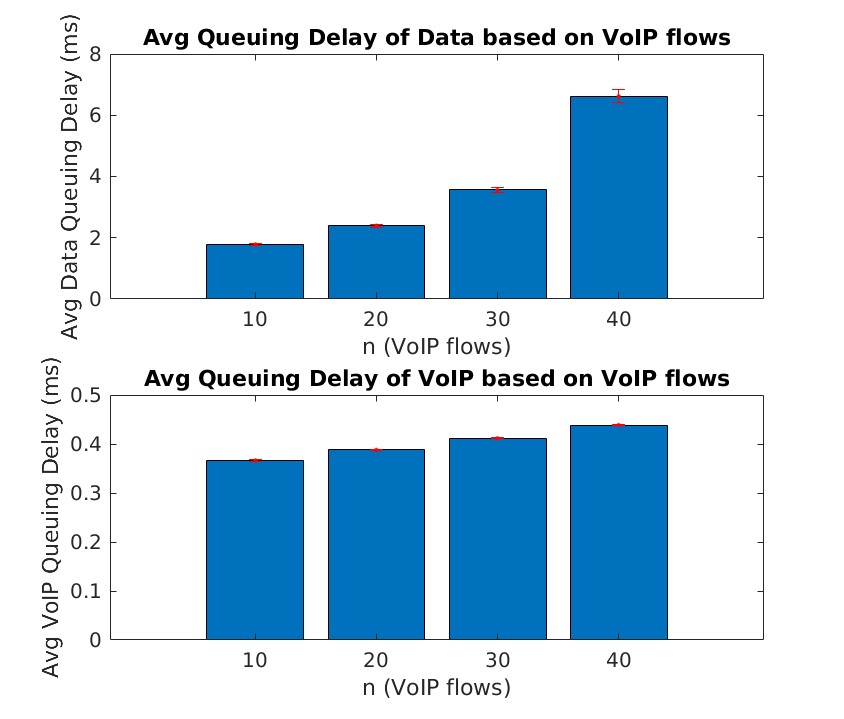 Avg Queuing Delay of Data based on VoIP flows
Avg Data Queuing Delay (ms)
8
6
4
2
0
10 20 30 40
n (VoIP flows)
Avg Queuing Delay of VoIP based on VoIP flows
Avg VoIP Queuing Delay (ms)
0.5
0.4
0.3
0.2
0.1
0
10 20 30 40
n (VoIP flows)